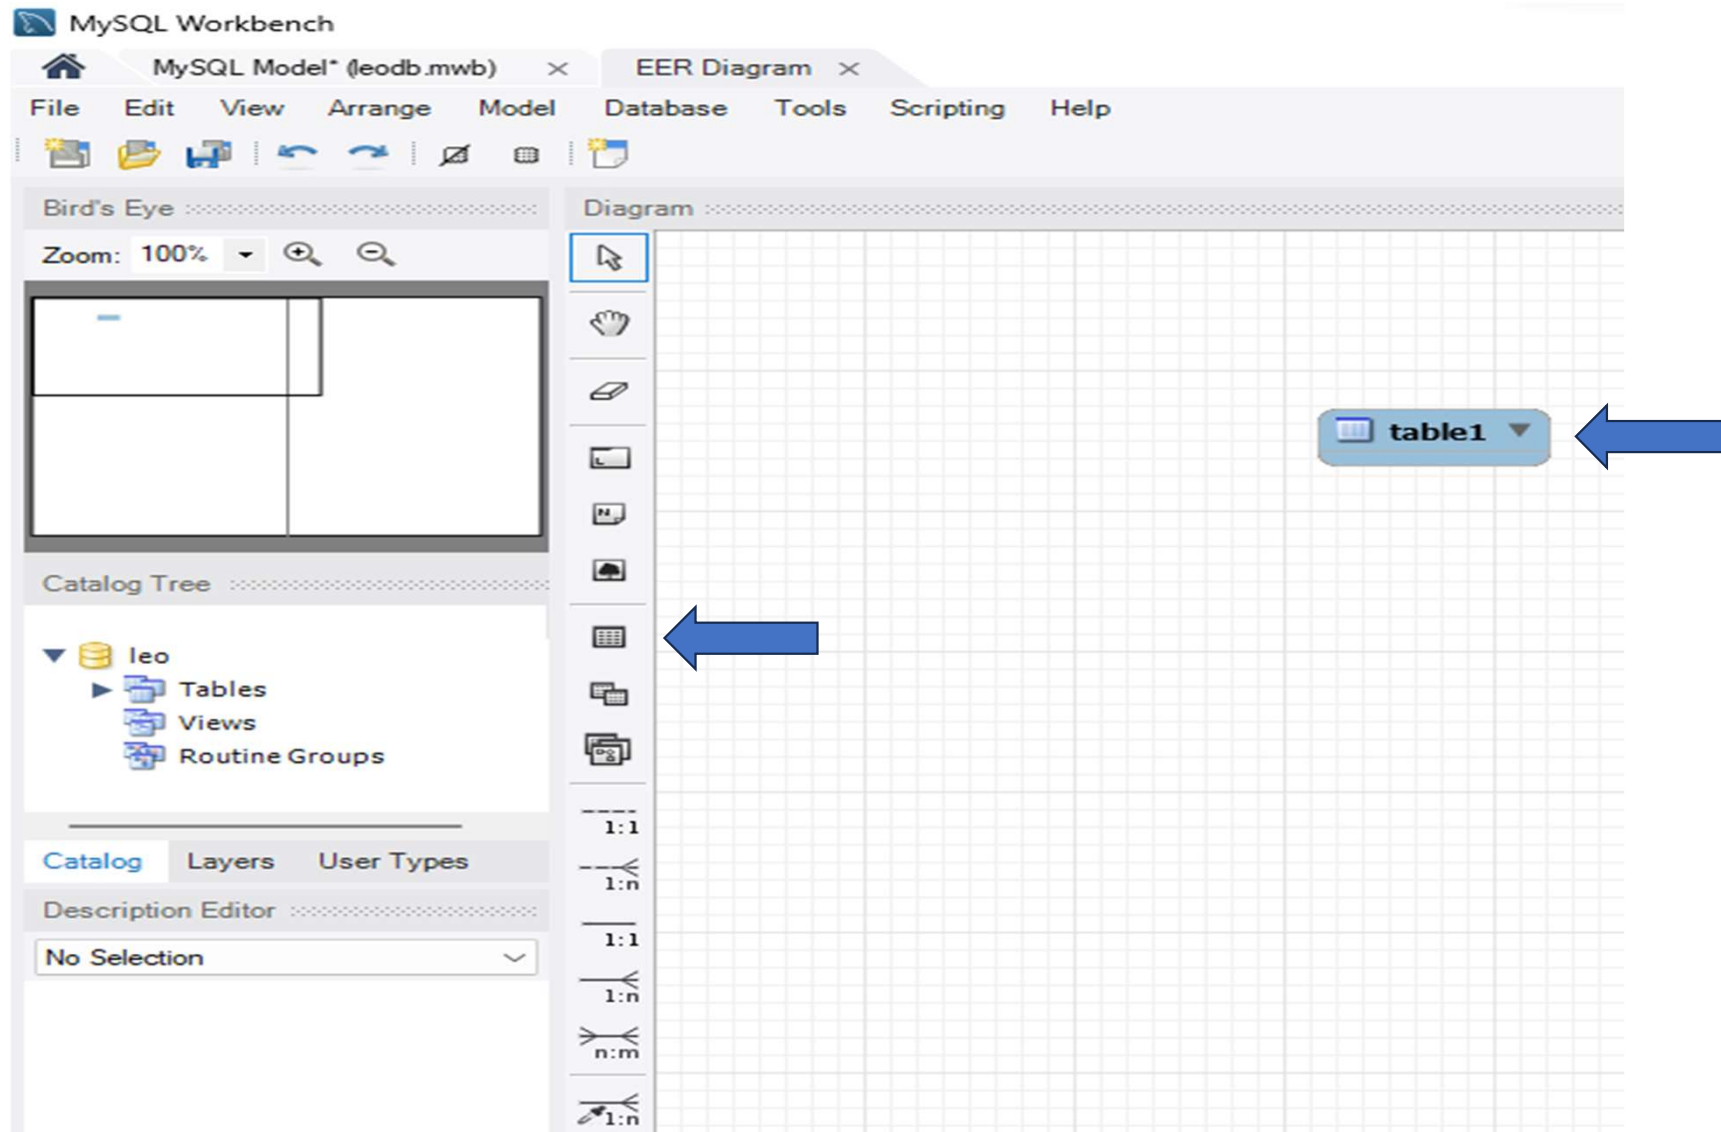 MySQL Workbench
MySQL Model* (leodb.mwb) EER Diagram
File Edit View Arrange Model Database Tools Scripting Help
Bird's Eye
Diagram
Zoom: 100%
table1
Catalog Tree
leo
Tables
Views
Routine Groups
Catalog Layers User Types
Description Editor
No Selection
N
1:1
1:n
1:1
1:n
n:m
1:n